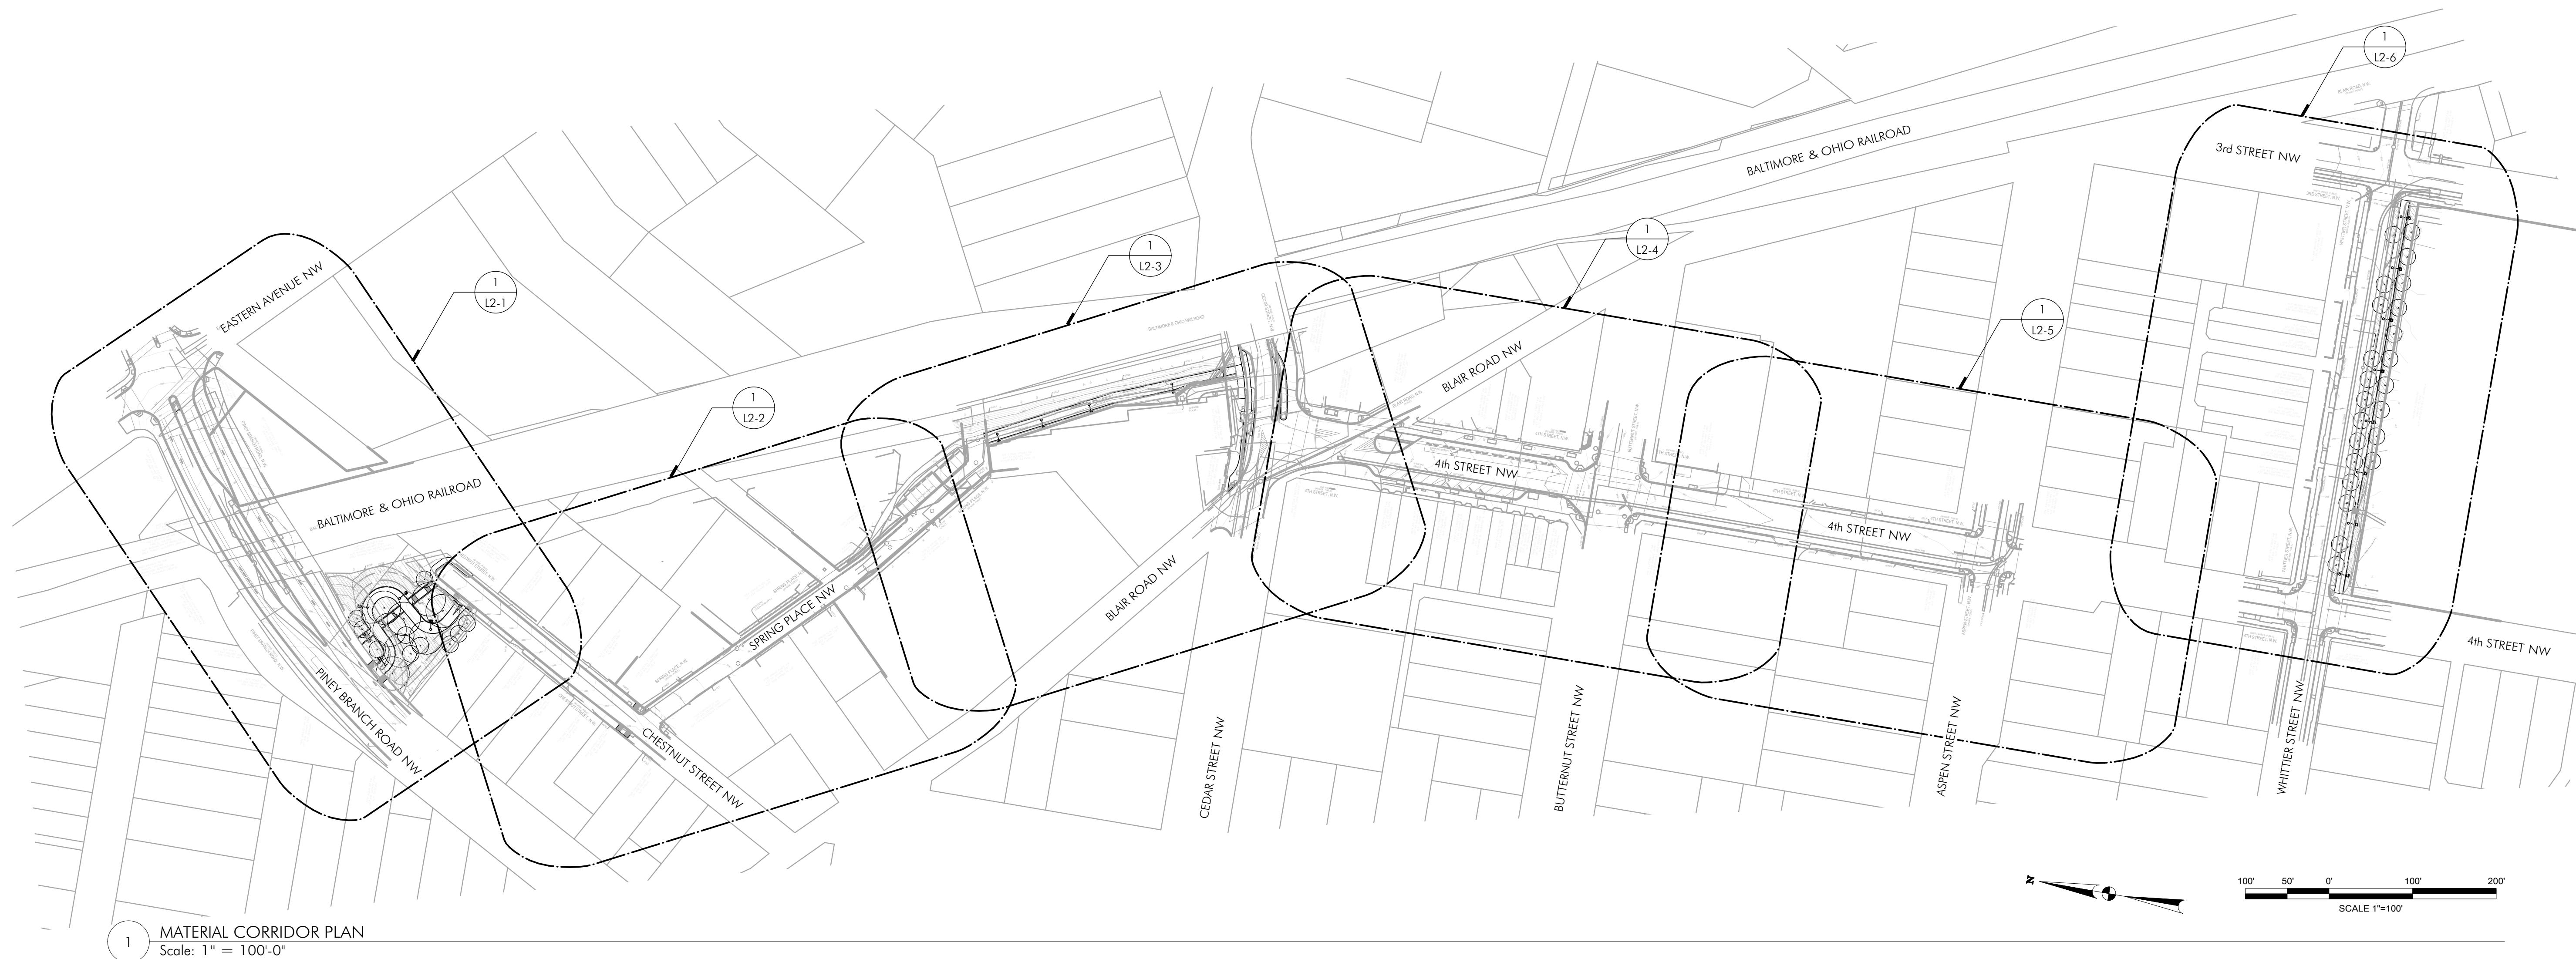 1
L2-6
3rd STREET NW
BALTIMORE & OHIO RAILROAD
1
L2-4
1
L2-3
EASTERN AVENUE NW
1
L2-1
BALTIMORE & OHIO RAILROAD
1
L2-5
BLAIR ROAD NW
1
L2-2
4th STREET NW
BALTIMORE & OHIO RAILROAD
4th STREET NW
SPRING PLACE NW
BLAIR ROAD NW
4th STREET NW
PINEY BRANCH ROAD NW
CHESTNUT STREET NW
CEDAR STREET NW
BUTTERNUT STREET NW
ASPEN STREET NW
WHITTIER STREET NW
N
100' 50' 0' 100' 200'
SCALE 1"=100'
1
MATERIAL CORRIDOR PLAN
Scale: 1" = 100'-0"